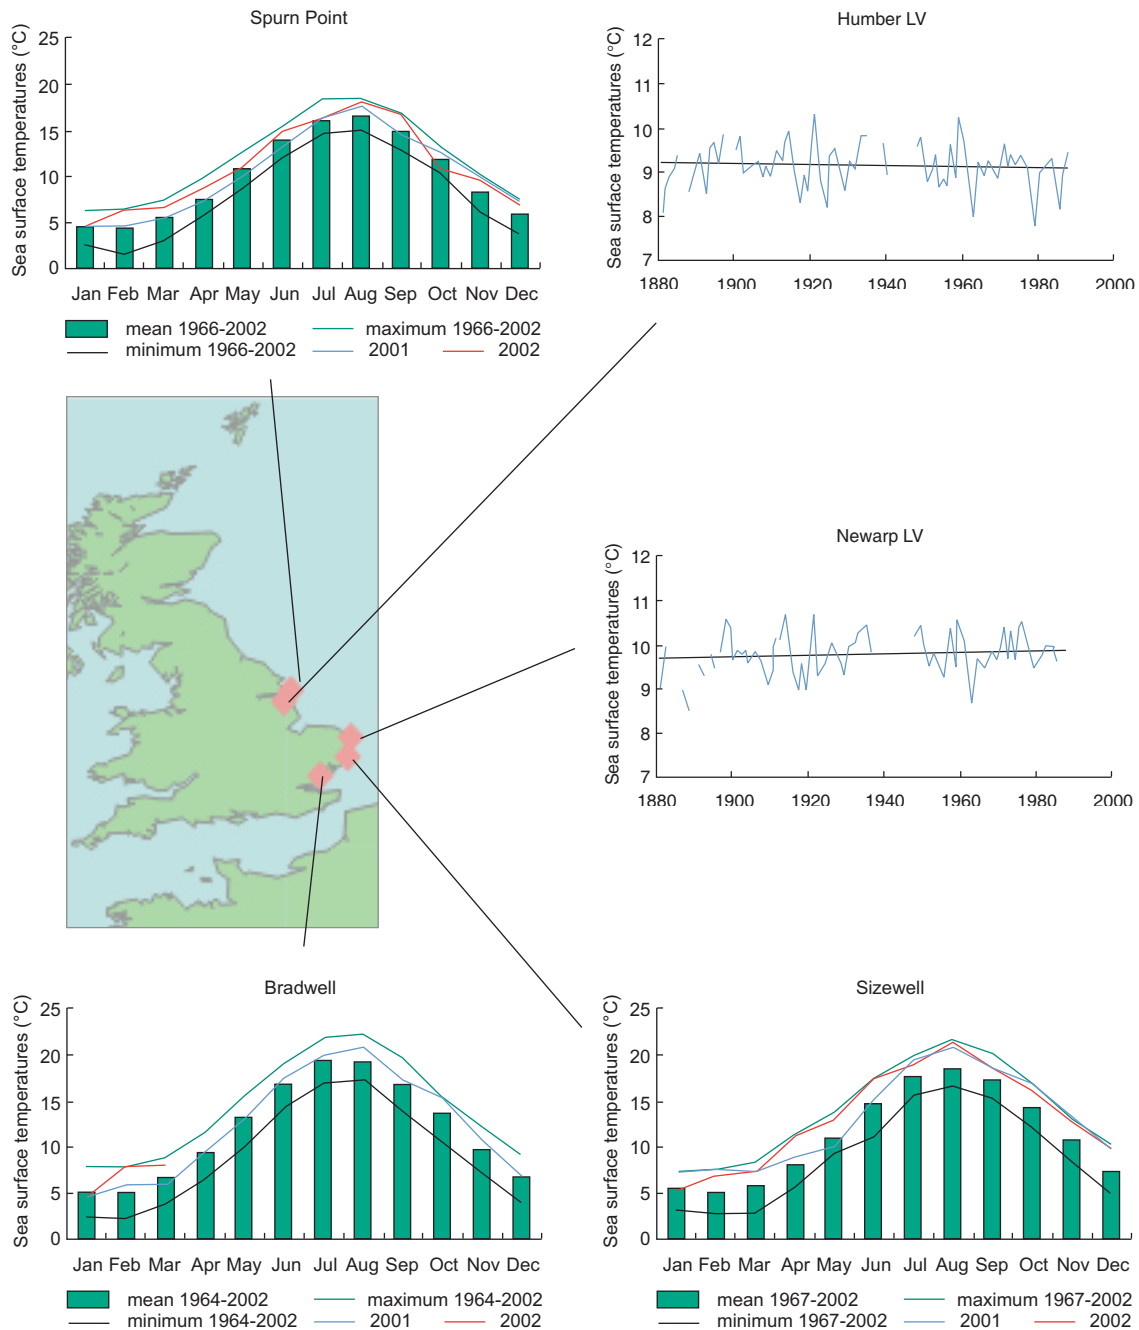 Spurn Point
Sea surface temperatures (°C)
25
20
15
10
5
0
Jan Feb Mar Apr May Jun Jul Aug Sep Oct Nov Dec
mean 1966-2002 maximum 1966-2002
minimum 1966-2002 2001 2002
Humber LV
Sea surface temperatures (°C)
12
11
10
9
8
7
1880 1900 1920 1940 1960 1980 2000
Newarp LV
Sea surface temperatures (°C)
12
11
10
9
8
7
1880 1900 1920 1940 1960 1980 2000
Bradwell
Sea surface temperatures (°C)
25
20
15
10
5
0
Jan Feb Mar Apr May Jun Jul Aug Sep Oct Nov Dec
mean 1964-2002 maximum 1964-2002
minimum 1964-2002 2001 2002
Sizewell
Sea surface temperatures (°C)
25
20
15
10
5
0
Jan Feb Mar Apr May Jun Jul Aug Sep Oct Nov Dec
mean 1967-2002 maximum 1967-2002
minimum 1967-2002 2001 2002